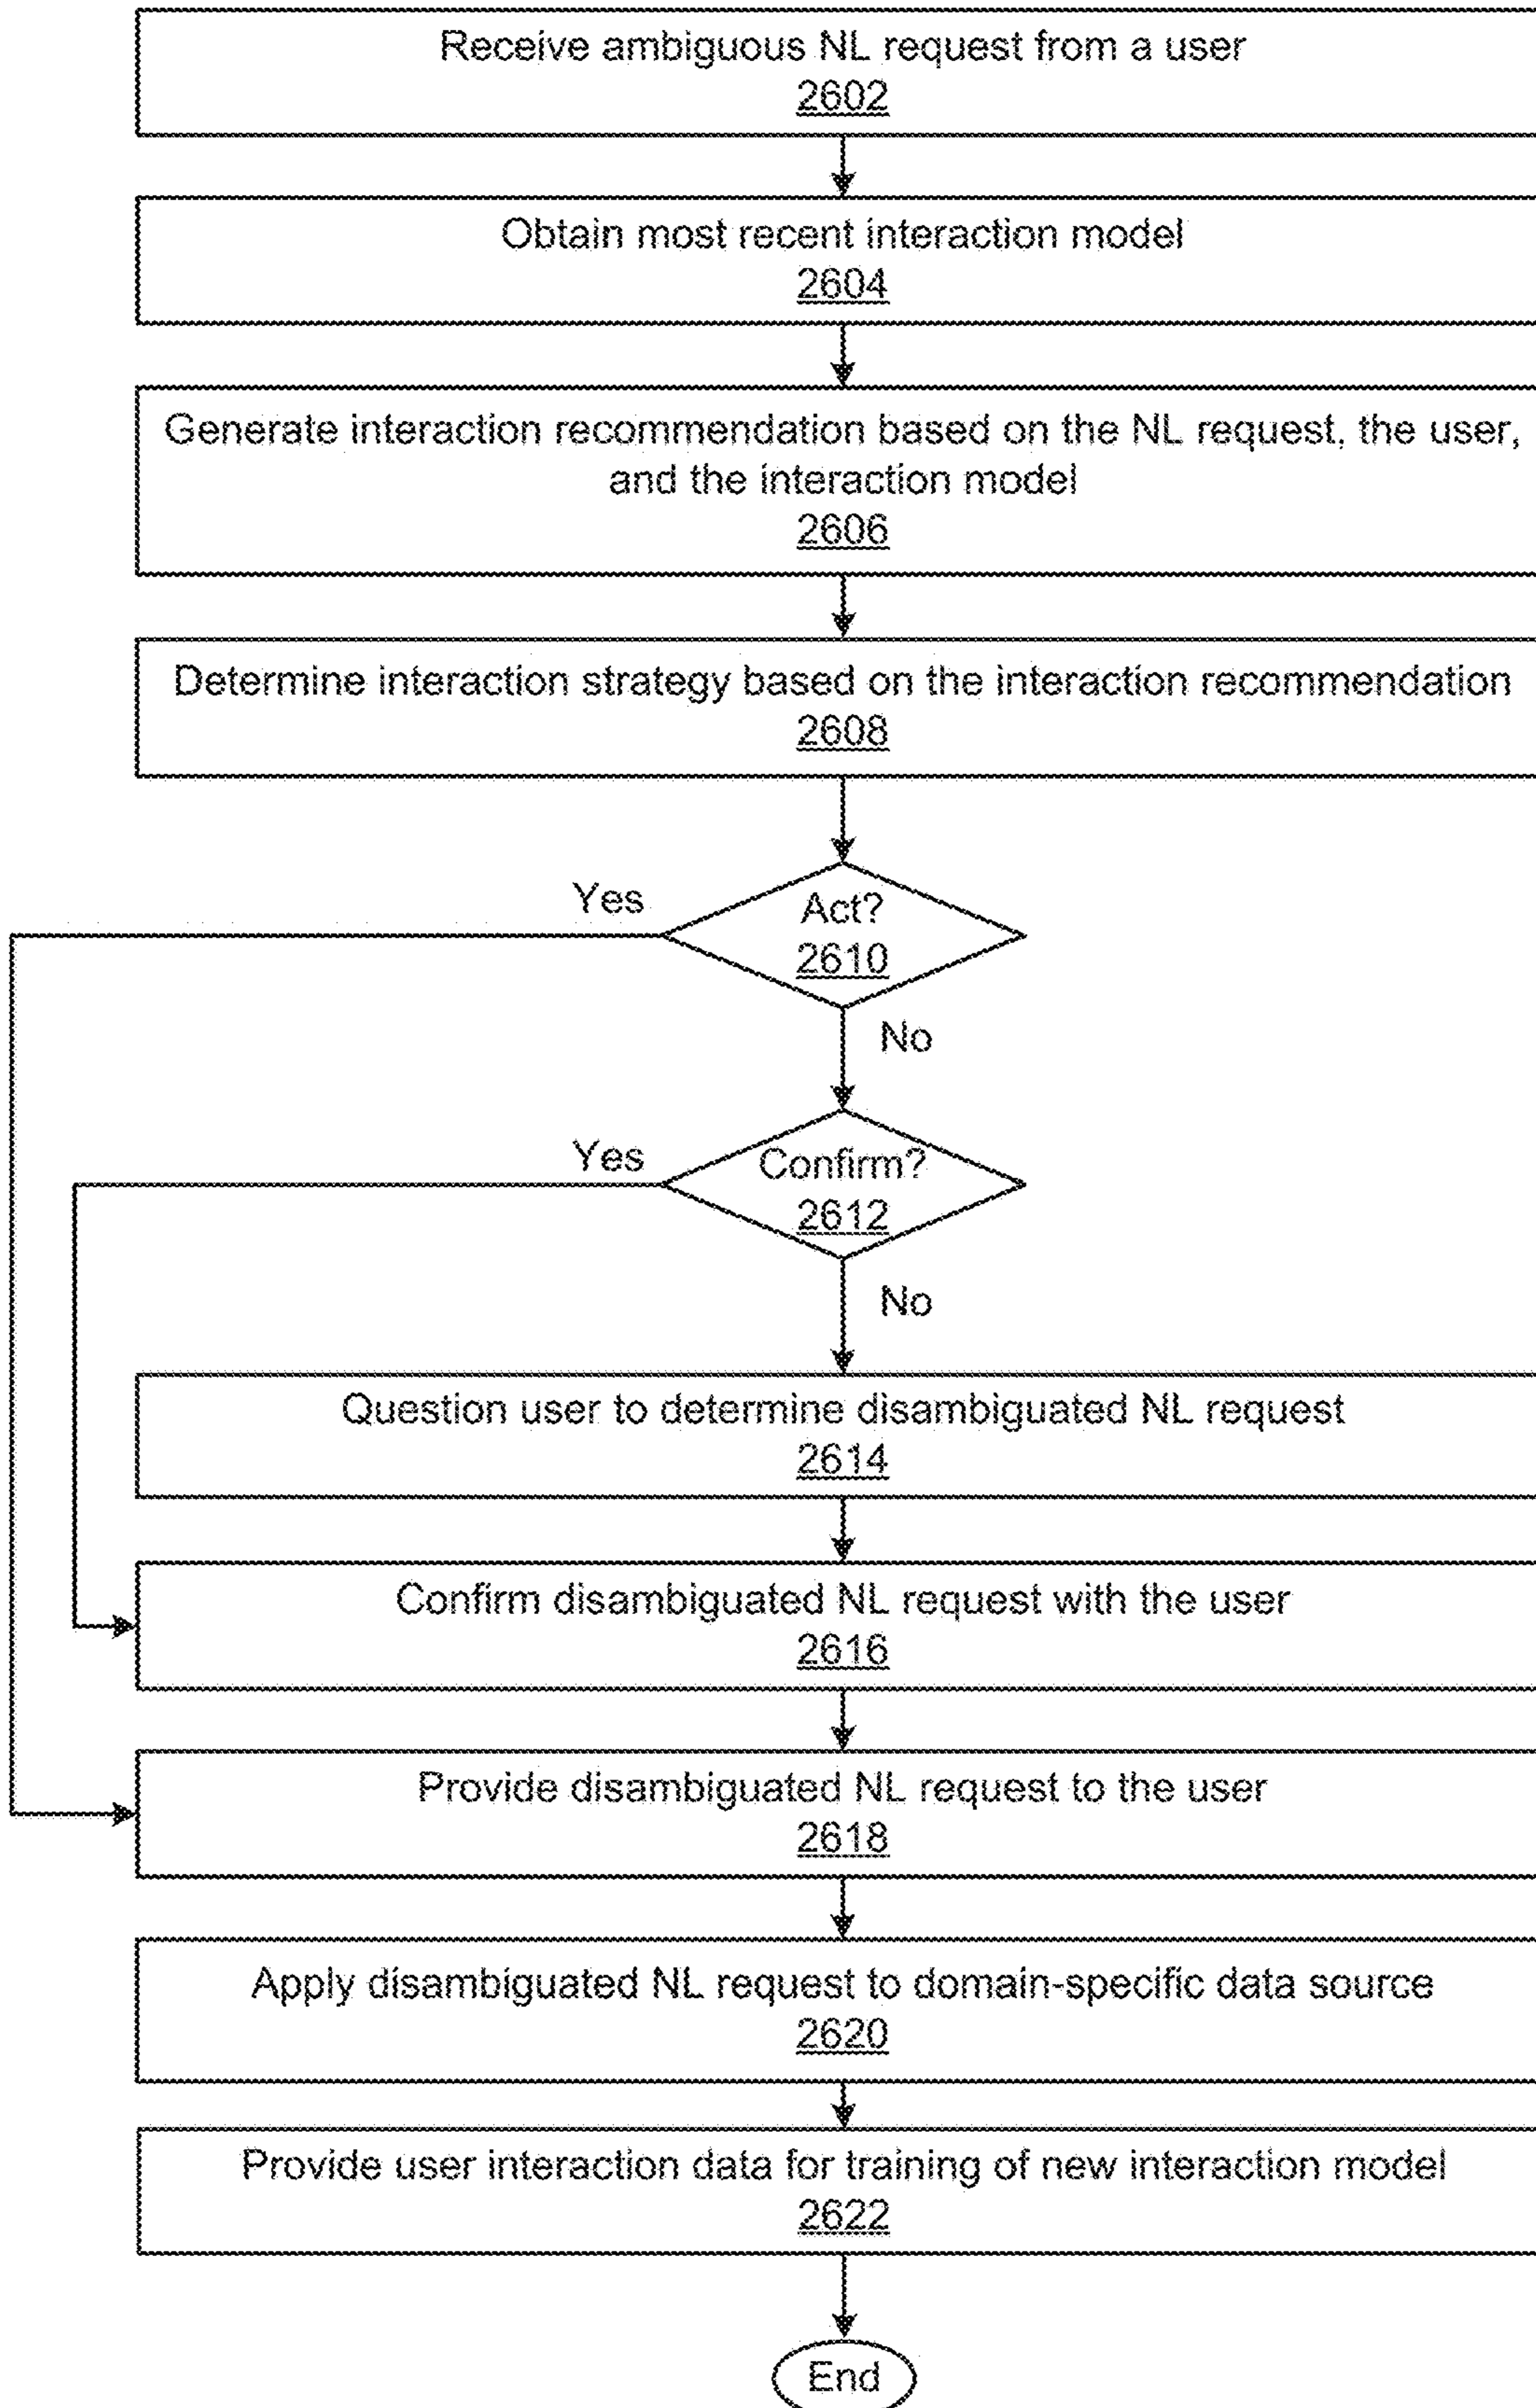 Receive ambiguous NL request from a user
2602
Obtain most recent interaction model
2604
Generate interaction recommendation based on the NL request, the user,
and the interaction model
2606
Determine interaction strategy based on the interaction recommendation
2608
Yes
Act?
2610
No
Yes
Confirm?
2612
No
Question user to determine disambiguated NL request
2614
Confirm disambiguated NL request with the user
2616
Provide disambiguated NL request to the user
2618
Apply disambiguated NL request to domain-specific data source
2620
Provide user interaction data for training of new interaction model
2622
End